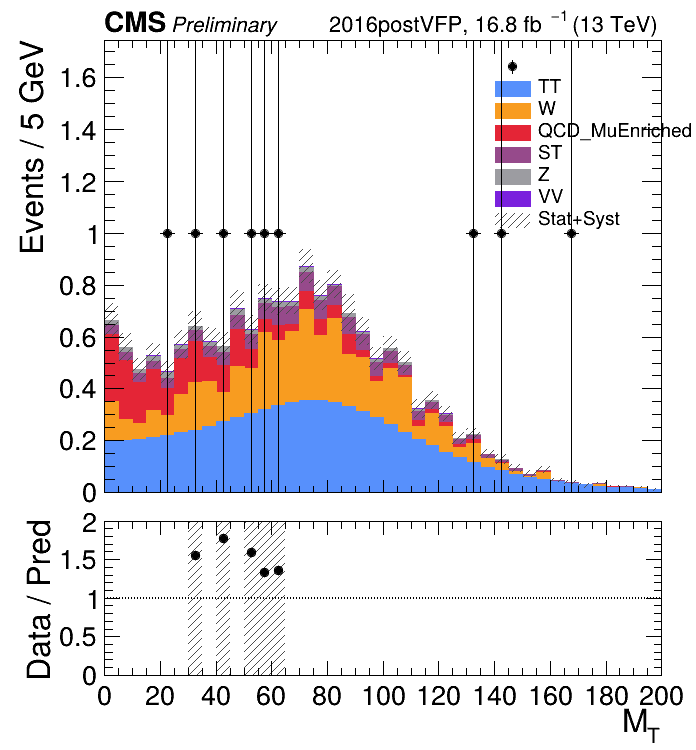 CMS Preliminary 2016postVFP, 16.8 fb⁻¹ (13 TeV)
Events / 5 GeV
1.6
1.4
1.2
1
0.8
0.6
0.4
0.2
0
TT
W
QCD_MuEnriched
ST
Z
VV
Stat+Syst
Data / Pred
2
1.5
1
0.5
0
0 20 40 60 80 100 120 140 160 180 200
M_T